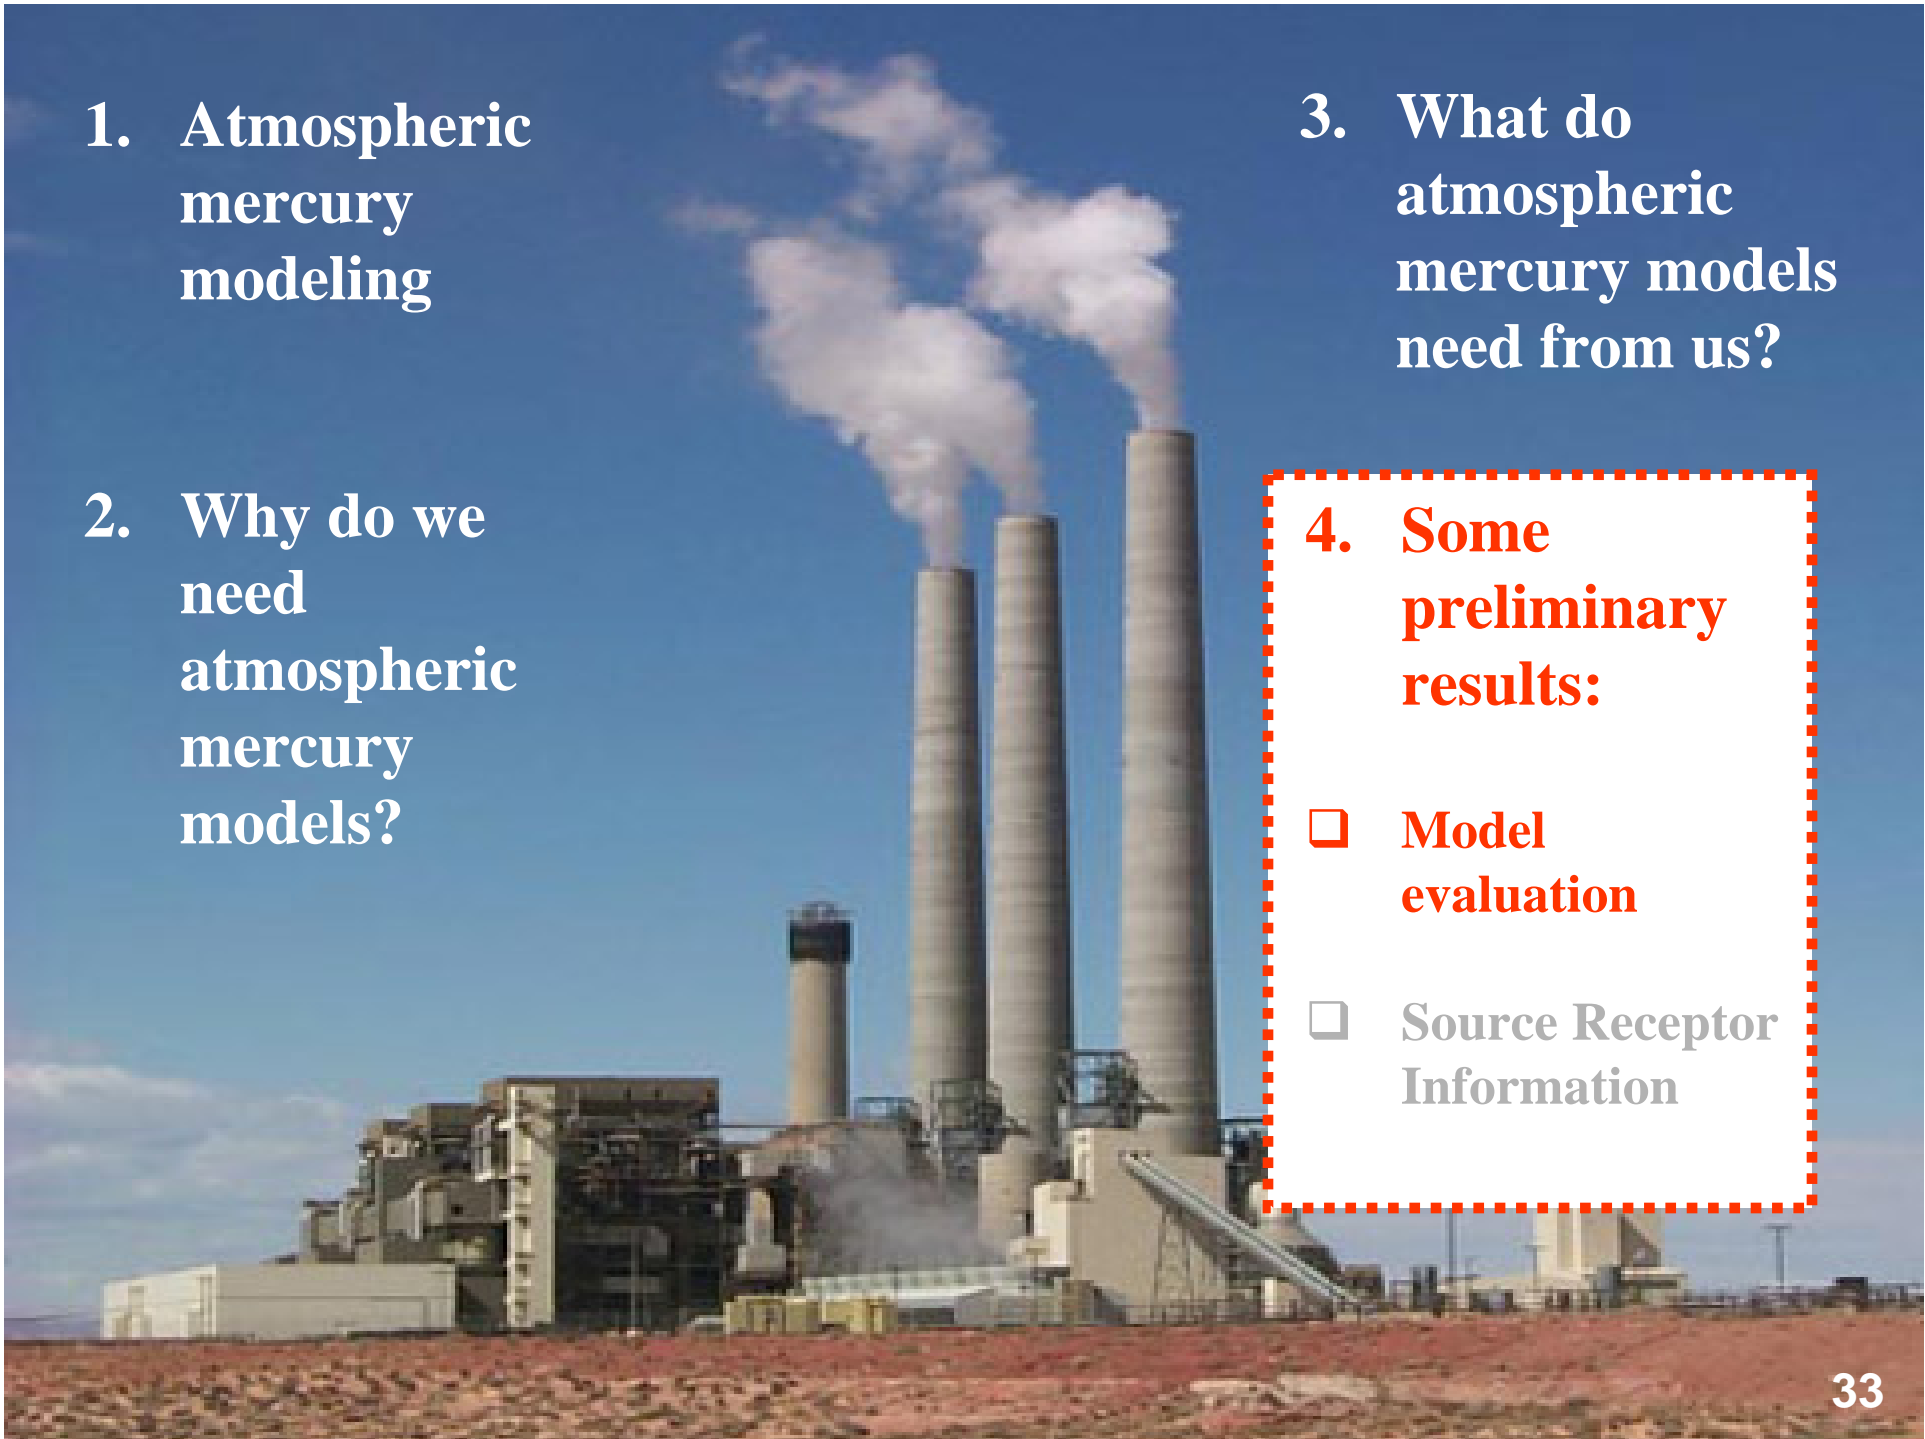 1. Atmospheric
mercury
modeling
2. Why do we
need
atmospheric
mercury
models?
3. What do
atmospheric
mercury models
need from us?
4. Some
preliminary
results:
❑ Model
evaluation
❑ Source Receptor
Information
33